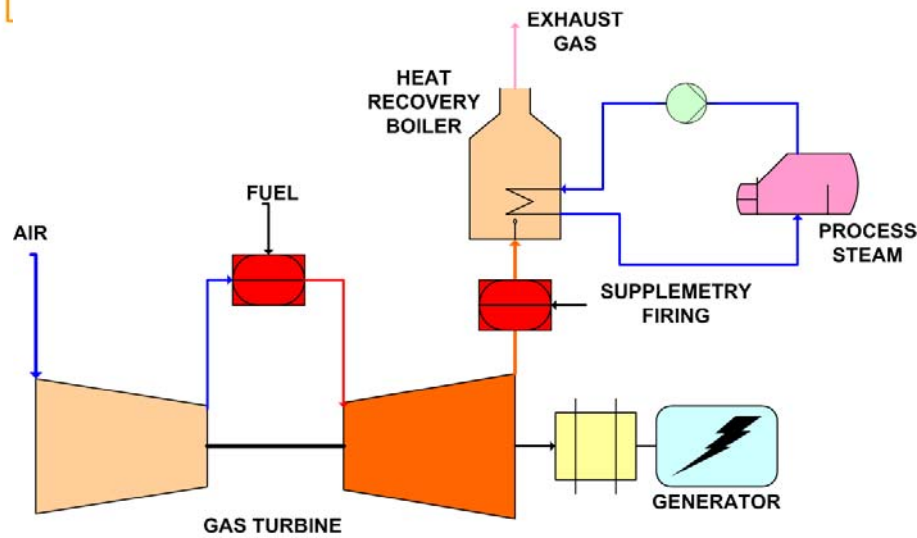 EXHAUST
GAS
HEAT
RECOVERY
BOILER
FUEL
AIR
PROCESS
STEAM
SUPPLEMETRY
FIRING
GENERATOR
GAS TURBINE